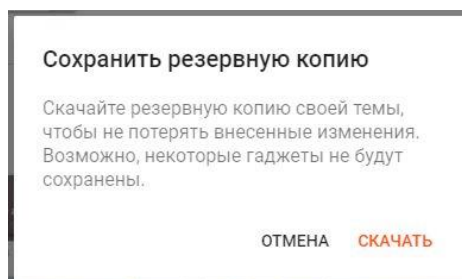 Сохранить резервную копию
Скачайте резервную копию своей темы,
чтобы не потерять внесенные изменения.
Возможно, некоторые гаджеты не будут
сохранены.
ОТМЕНА СКАЧАТЬ